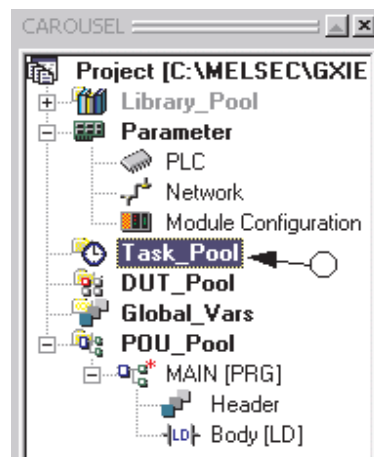 CAROUSEL
Project [C:\MELSEC\GXIE
Library_Pool
Parameter
PLC
Network
Module Configuration
Task_Pool
DUT_Pool
Global_Vars
POU_Pool
MAIN [PRG]
Header
LD Body [LD]